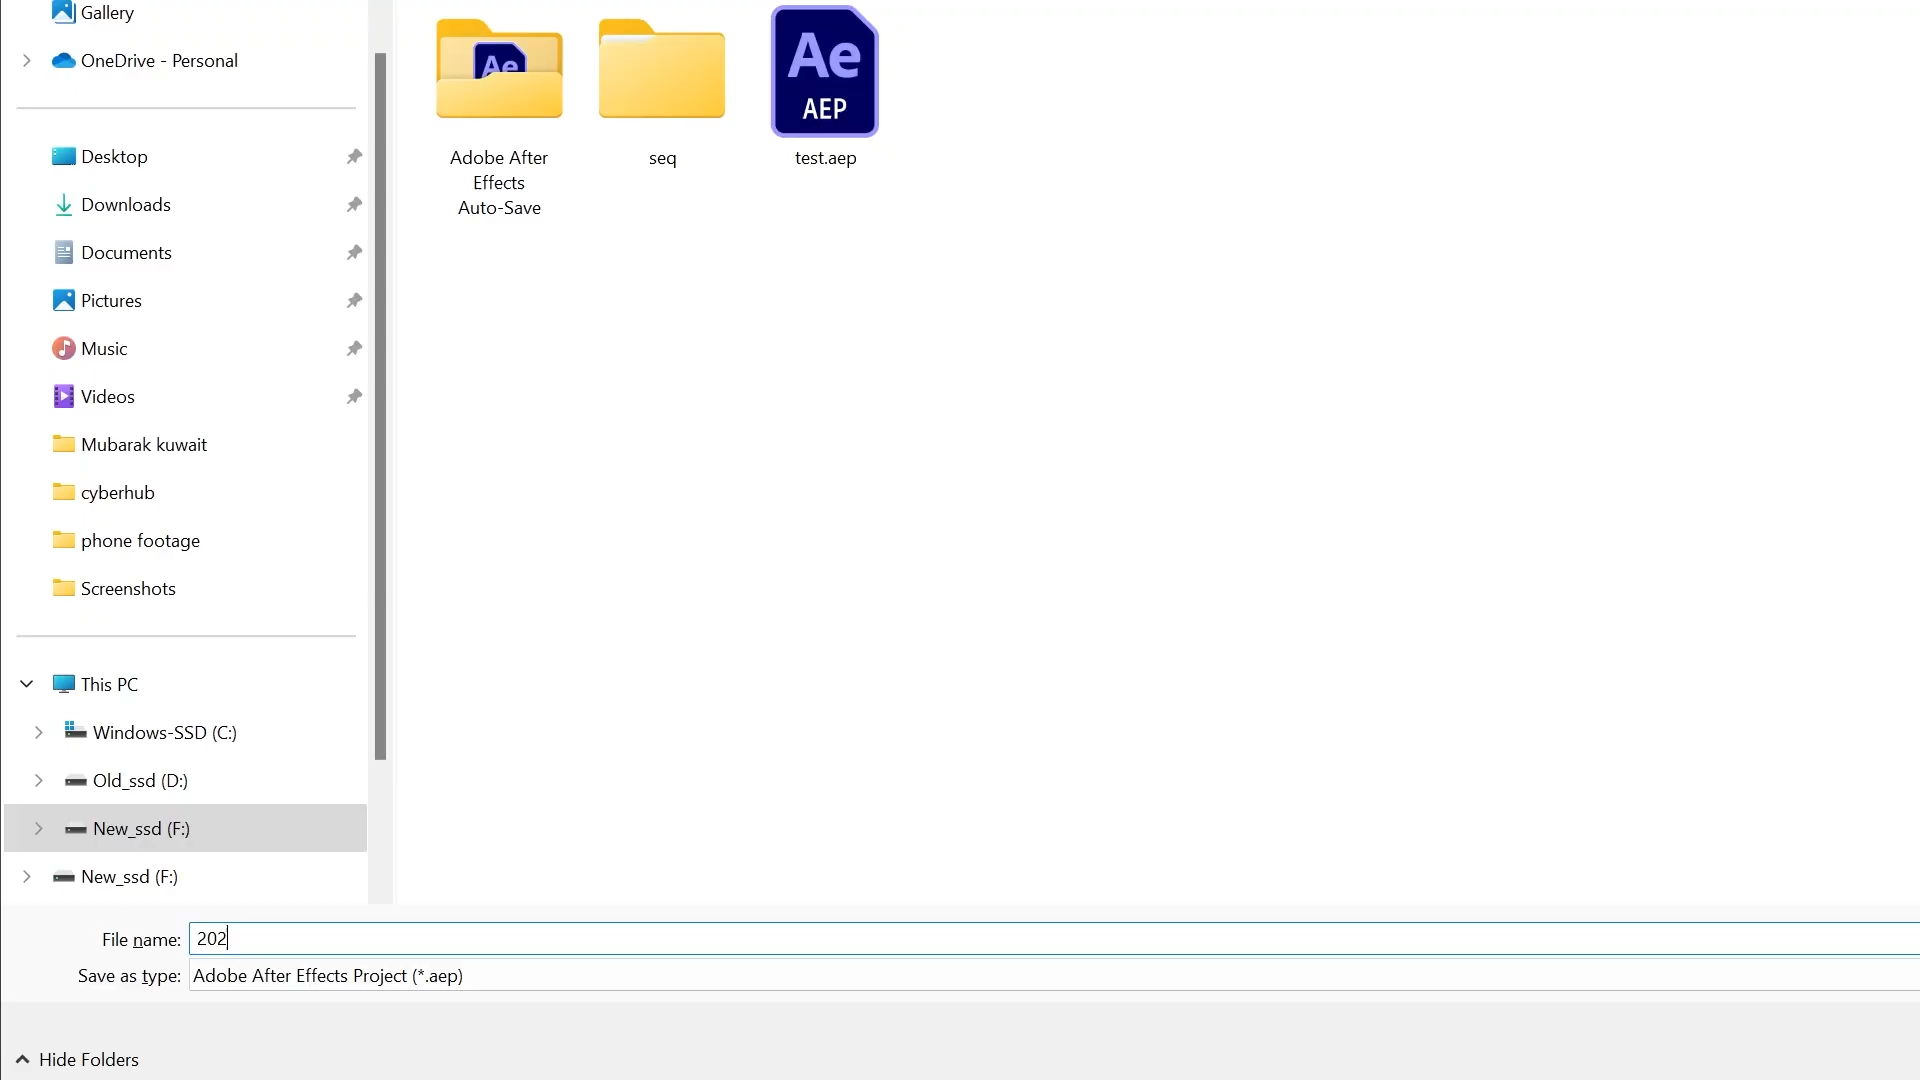 Gallery
OneDrive - Personal
Desktop
Downloads
Documents
Pictures
Music
Videos
Mubarak kuwait
cyberhub
phone footage
Screenshots
This PC
Windows-SSD (C:)
Old_ssd (D:)
New_ssd (F:)
New_ssd (F:)
Ae
Adobe After
Effects
Auto-Save
seq
Ae
AEP
test.aep
File name: 202
Save as type: Adobe After Effects Project (*.aep)
Hide Folders